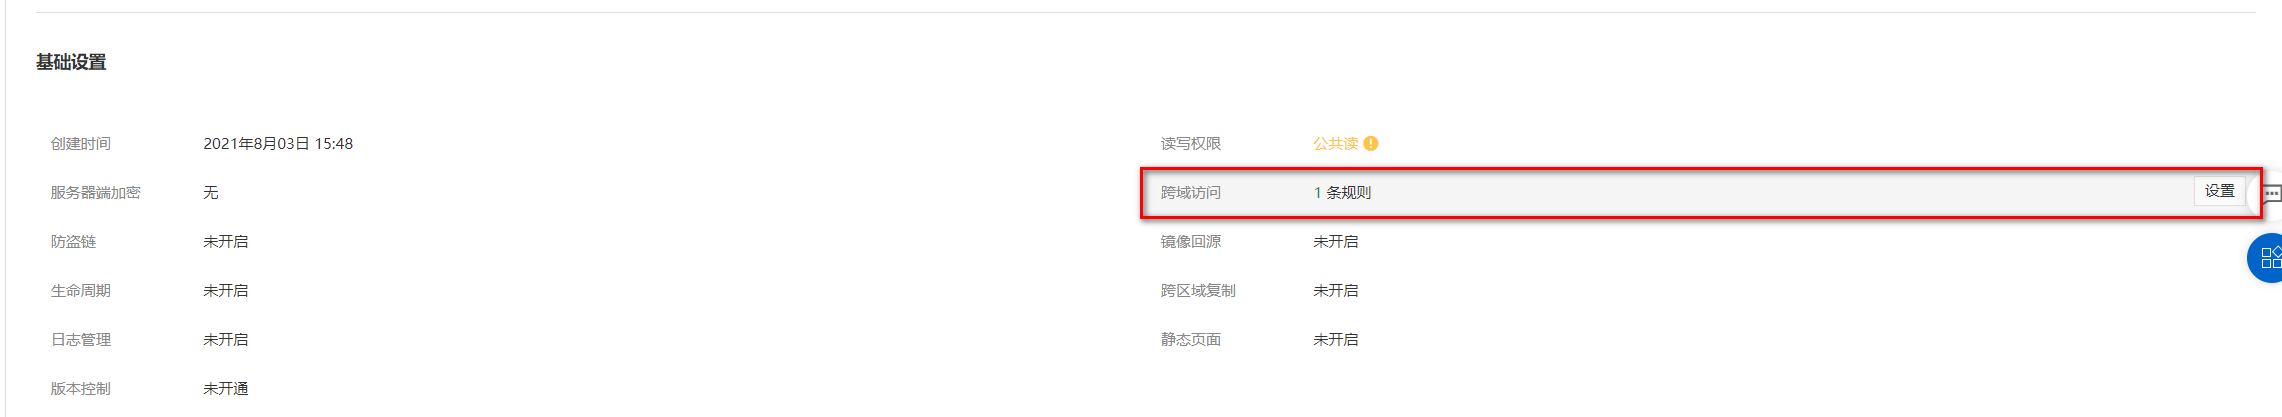 基础设置
创建时间 2021年8月03日 15:48 读写权限 公共读
服务器端加密 无 跨域访问 1 条规则 设置
防盗链 未开启 镜像回源 未开启
生命周期 未开启 跨区域复制 未开启
日志管理 未开启 静态页面 未开启
版本控制 未开通